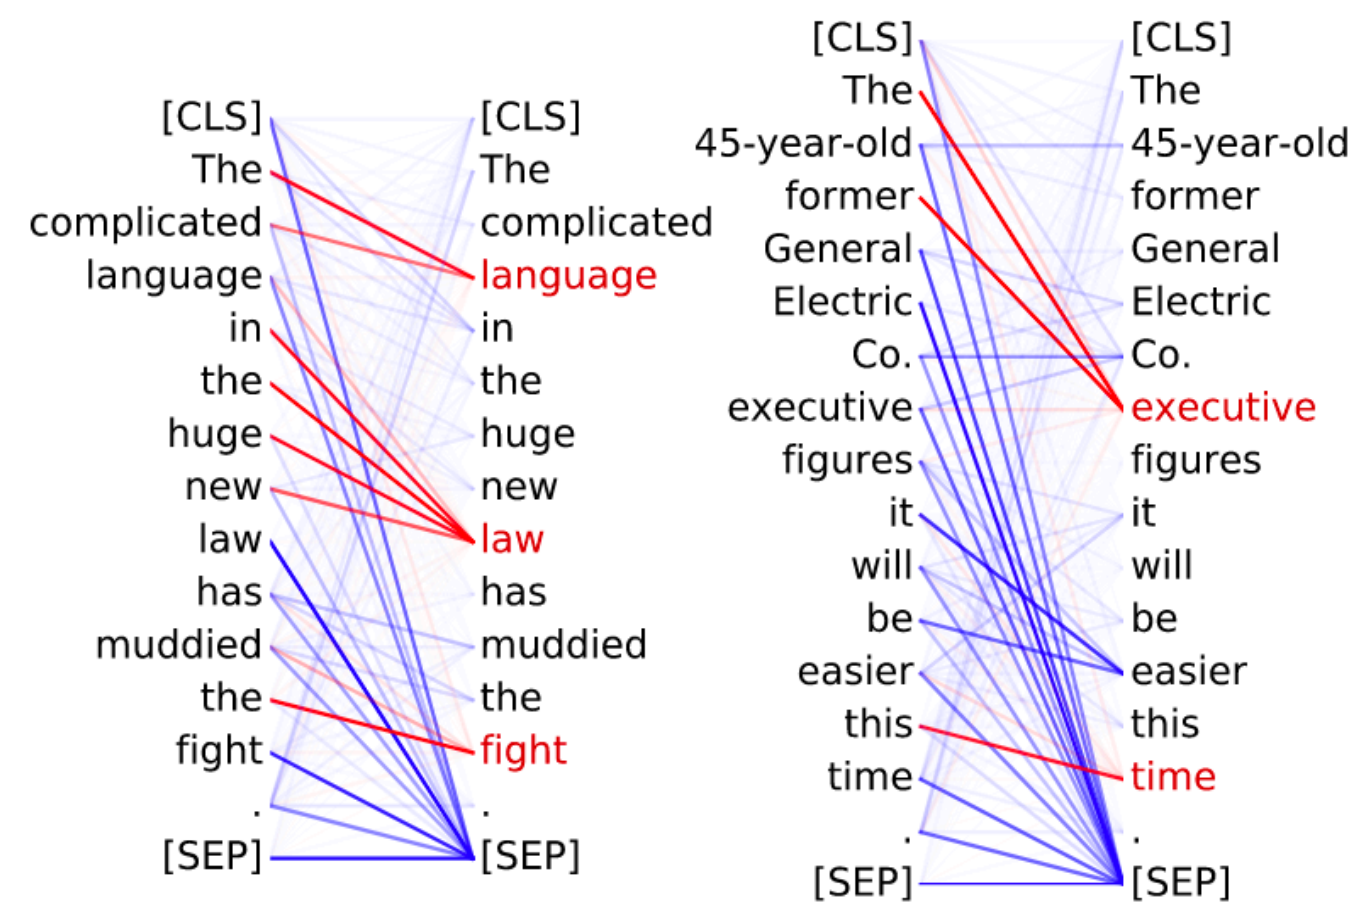 [CLS]
The
complicated
language
in
the
huge
new
law
has
muddied
the
fight
.
[SEP]
[CLS]
The
complicated
language
in
the
huge
new
law
has
muddied
the
fight
.
[SEP]
[CLS]
The
45-year-old
former
General
Electric
Co.
executive
figures
it
will
be
easier
this
time
.
[SEP]
[CLS]
The
45-year-old
former
General
Electric
Co.
executive
figures
it
will
be
easier
this
time
.
[SEP]